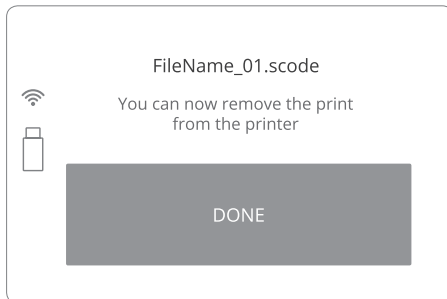 FileName_01.scode
You can now remove the print
from the printer
DONE